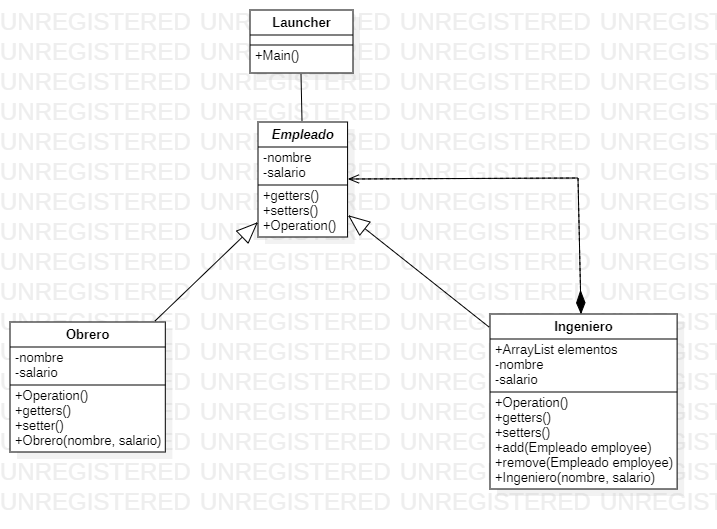 Launcher
+Main()
Empleado
-nombre
-salario
+getters()
+setters()
+Operation()
Obrero
-nombre
-salario
+Operation()
+getters()
+setter()
+Obrero(nombre, salario)
Ingeniero
+ArrayList elementos
-nombre
-salario
+Operation()
+getters()
+setters()
+add(Empleado employee)
+remove(Empleado employee)
+Ingeniero(nombre, salario)
UNREGISTERED